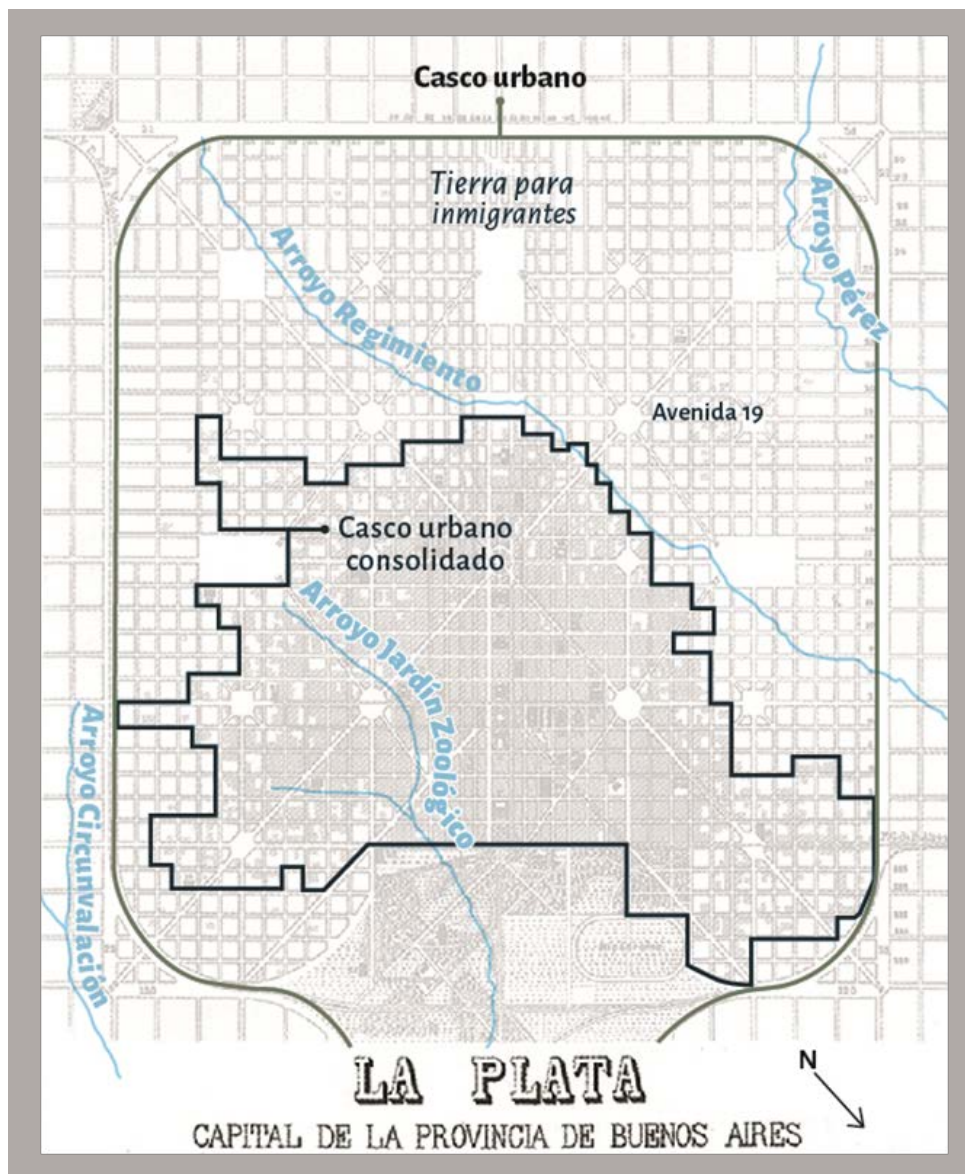 Casco urbano
Tierra para
inmigrantes
Arroyo Pérez
Arroyo Regimiento
Avenida 19
Casco urbano
consolidado
Arroyo Jardín Zoológico
Arroyo Circunvalación
N
LA PLATA
CAPITAL DE LA PROVINCIA DE BUENOS AIRES